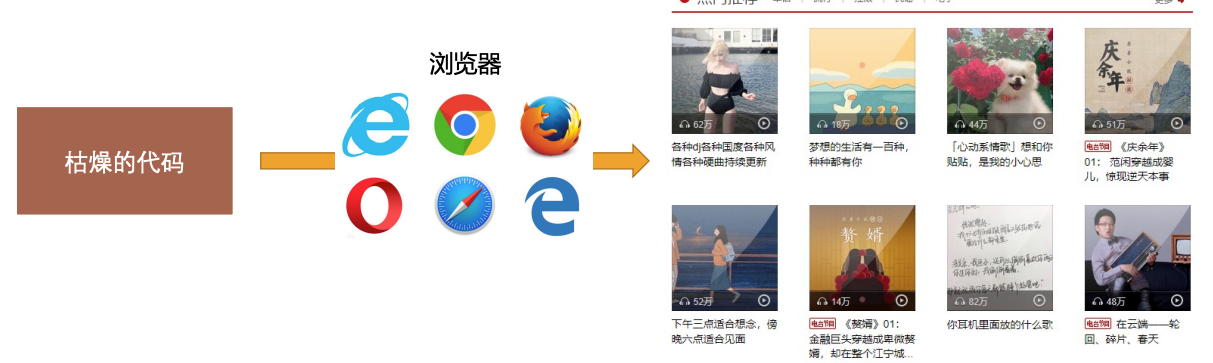 枯燥的代码
浏览器
热门推荐
更多
62万
各种dj各种国度各种风
情各种硬曲持续更新
18万
梦想的生活有一百种，
种种都有你
44万
「心动系情歌」想和你
贴贴，是我的小心思
庆余年
51万
电台节目 《庆余年》
01： 范闲穿越成婴
儿，惊现逆天本事
52万
下午三点适合想念，傍
晚六点适合见面
赘婿
14万
电台节目 《赘婿》01：
金融巨头穿越成卑微赘
婿，却在整个江宁城...
82万
你耳机里面放的什么歌
48万
电台节目 在云端——轮
回、碎片、春天